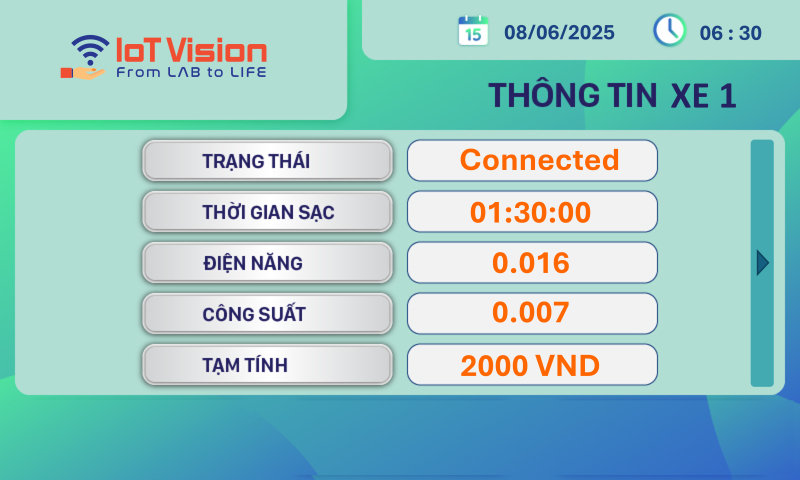 IoT Vision
From LAB to LIFE
15
08/06/2025
06 : 30
THÔNG TIN XE 1
TRẠNG THÁI
Connected
THỜI GIAN SẠC
01:30:00
ĐIỆN NĂNG
0.016
CÔNG SUẤT
0.007
TẠM TÍNH
2000 VND